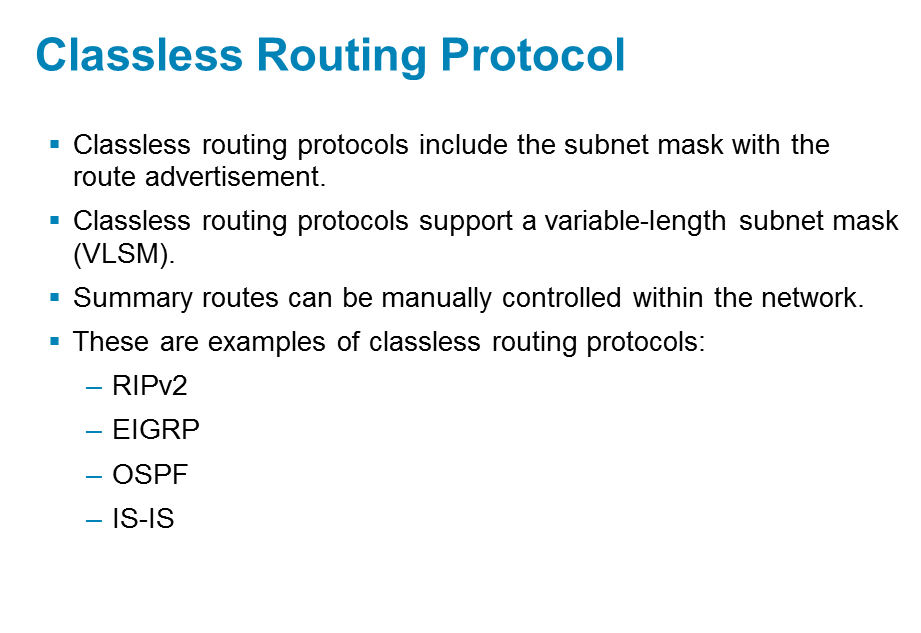 Classless Routing Protocol
▪ Classless routing protocols include the subnet mask with the
route advertisement.
▪ Classless routing protocols support a variable-length subnet mask
(VLSM).
▪ Summary routes can be manually controlled within the network.
▪ These are examples of classless routing protocols:
– RIPv2
– EIGRP
– OSPF
– IS-IS